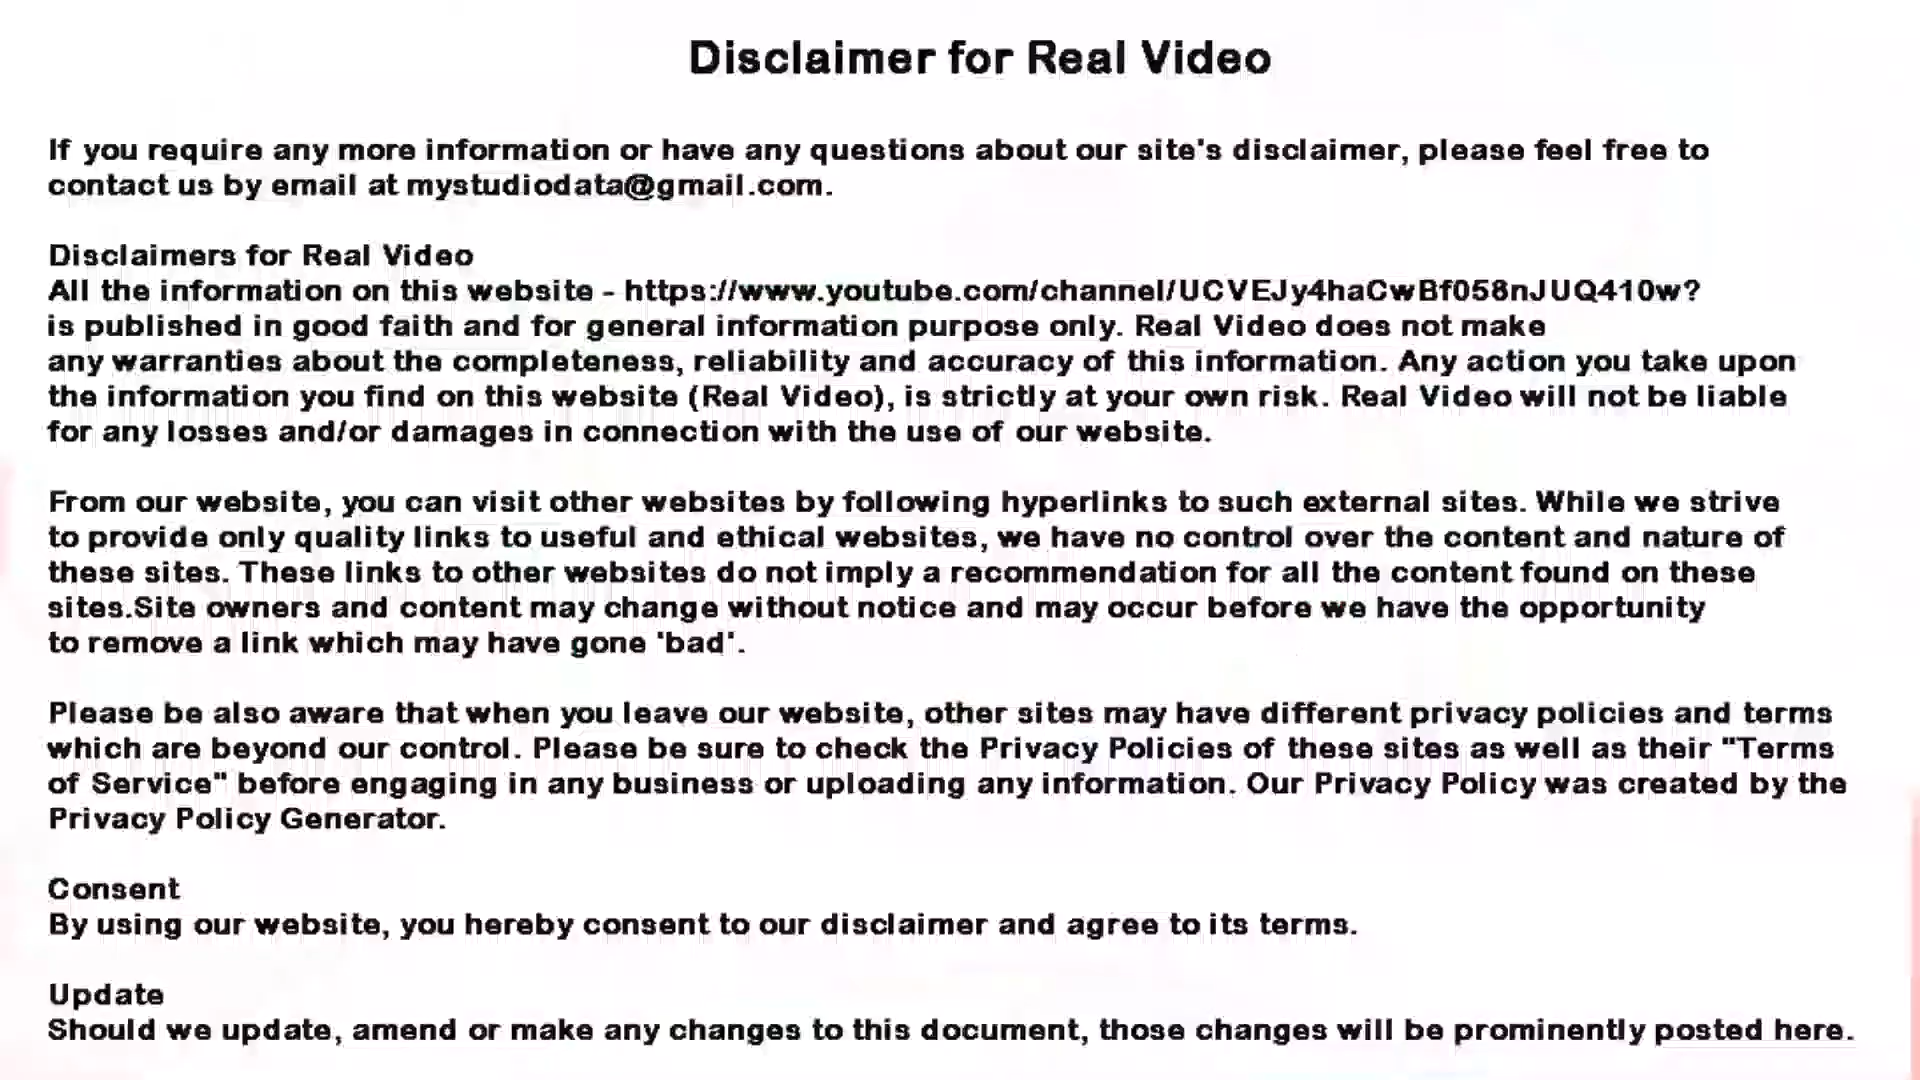 Disclaimer for Real Video
If you require any more information or have any questions about our site's disclaimer, please feel free to
contact us by email at mystudiodata@gmail.com.
Disclaimers for Real Video
All the information on this website - https://www.youtube.com/channel/UCVEJy4haCwBf058nJUQ410w?
is published in good faith and for general information purpose only. Real Video does not make
any warranties about the completeness, reliability and accuracy of this information. Any action you take upon
the information you find on this website (Real Video), is strictly at your own risk. Real Video will not be liable
for any losses and/or damages in connection with the use of our website.
From our website, you can visit other websites by following hyperlinks to such external sites. While we strive
to provide only quality links to useful and ethical websites, we have no control over the content and nature of
these sites. These links to other websites do not imply a recommendation for all the content found on these
sites.Site owners and content may change without notice and may occur before we have the opportunity
to remove a link which may have gone 'bad'.
Please be also aware that when you leave our website, other sites may have different privacy policies and terms
which are beyond our control. Please be sure to check the Privacy Policies of these sites as well as their "Terms
of Service" before engaging in any business or uploading any information. Our Privacy Policy was created by the
Privacy Policy Generator.
Consent
By using our website, you hereby consent to our disclaimer and agree to its terms.
Update
Should we update, amend or make any changes to this document, those changes will be prominently posted here.